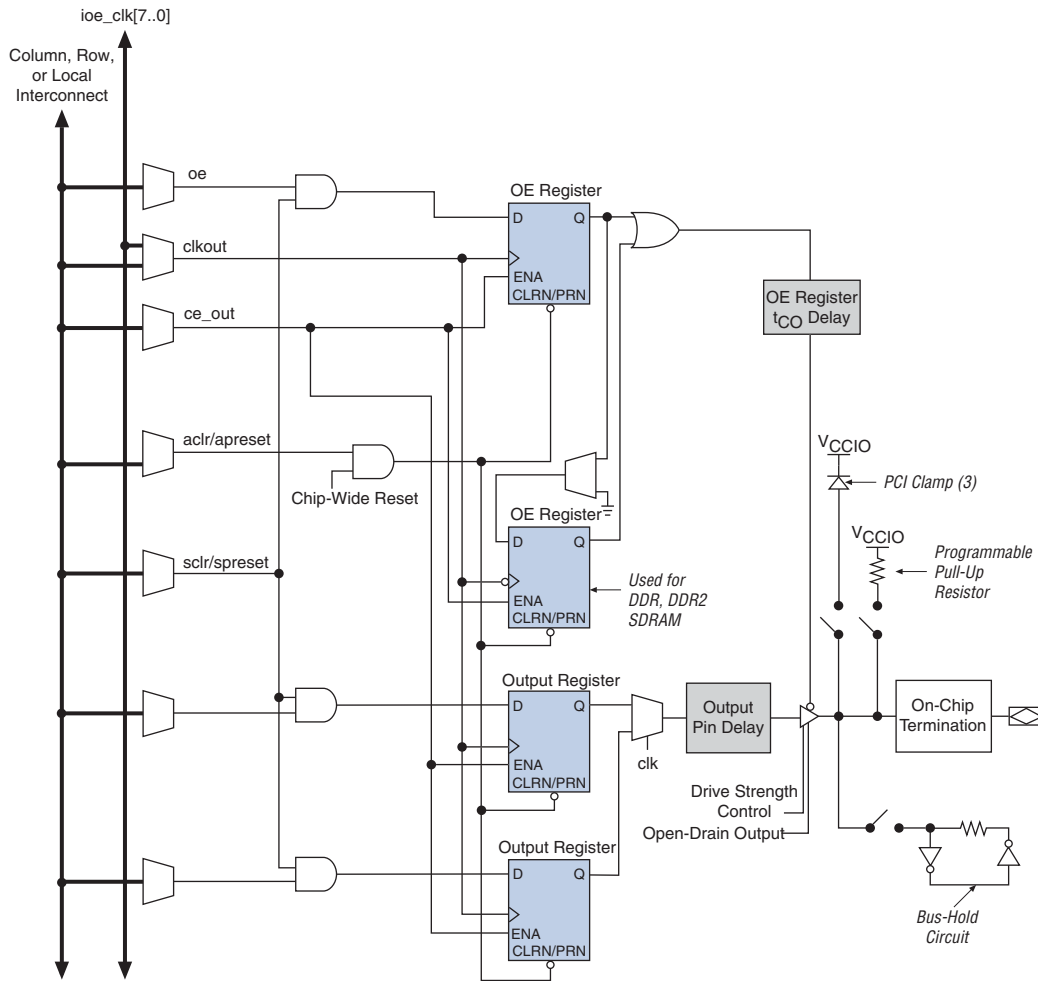 ioe_clk[7..0]
Column, Row,
or Local
Interconnect
oe
OE Register
D
Q
clkout
ENA
CLRN/PRN
ce_out
OE Register
tCO Delay
aclr/apreset
Chip-Wide Reset
VCCIO
PCI Clamp (3)
VCCIO
Programmable
Pull-Up
Resistor
OE Register
D
Q
ENA
CLRN/PRN
Used for
DDR, DDR2
SDRAM
sclr/spreset
Output Register
D
Q
ENA
CLRN/PRN
clk
Output
Pin Delay
On-Chip
Termination
Drive Strength
Control
Open-Drain Output
Output Register
D
Q
ENA
CLRN/PRN
Bus-Hold
Circuit